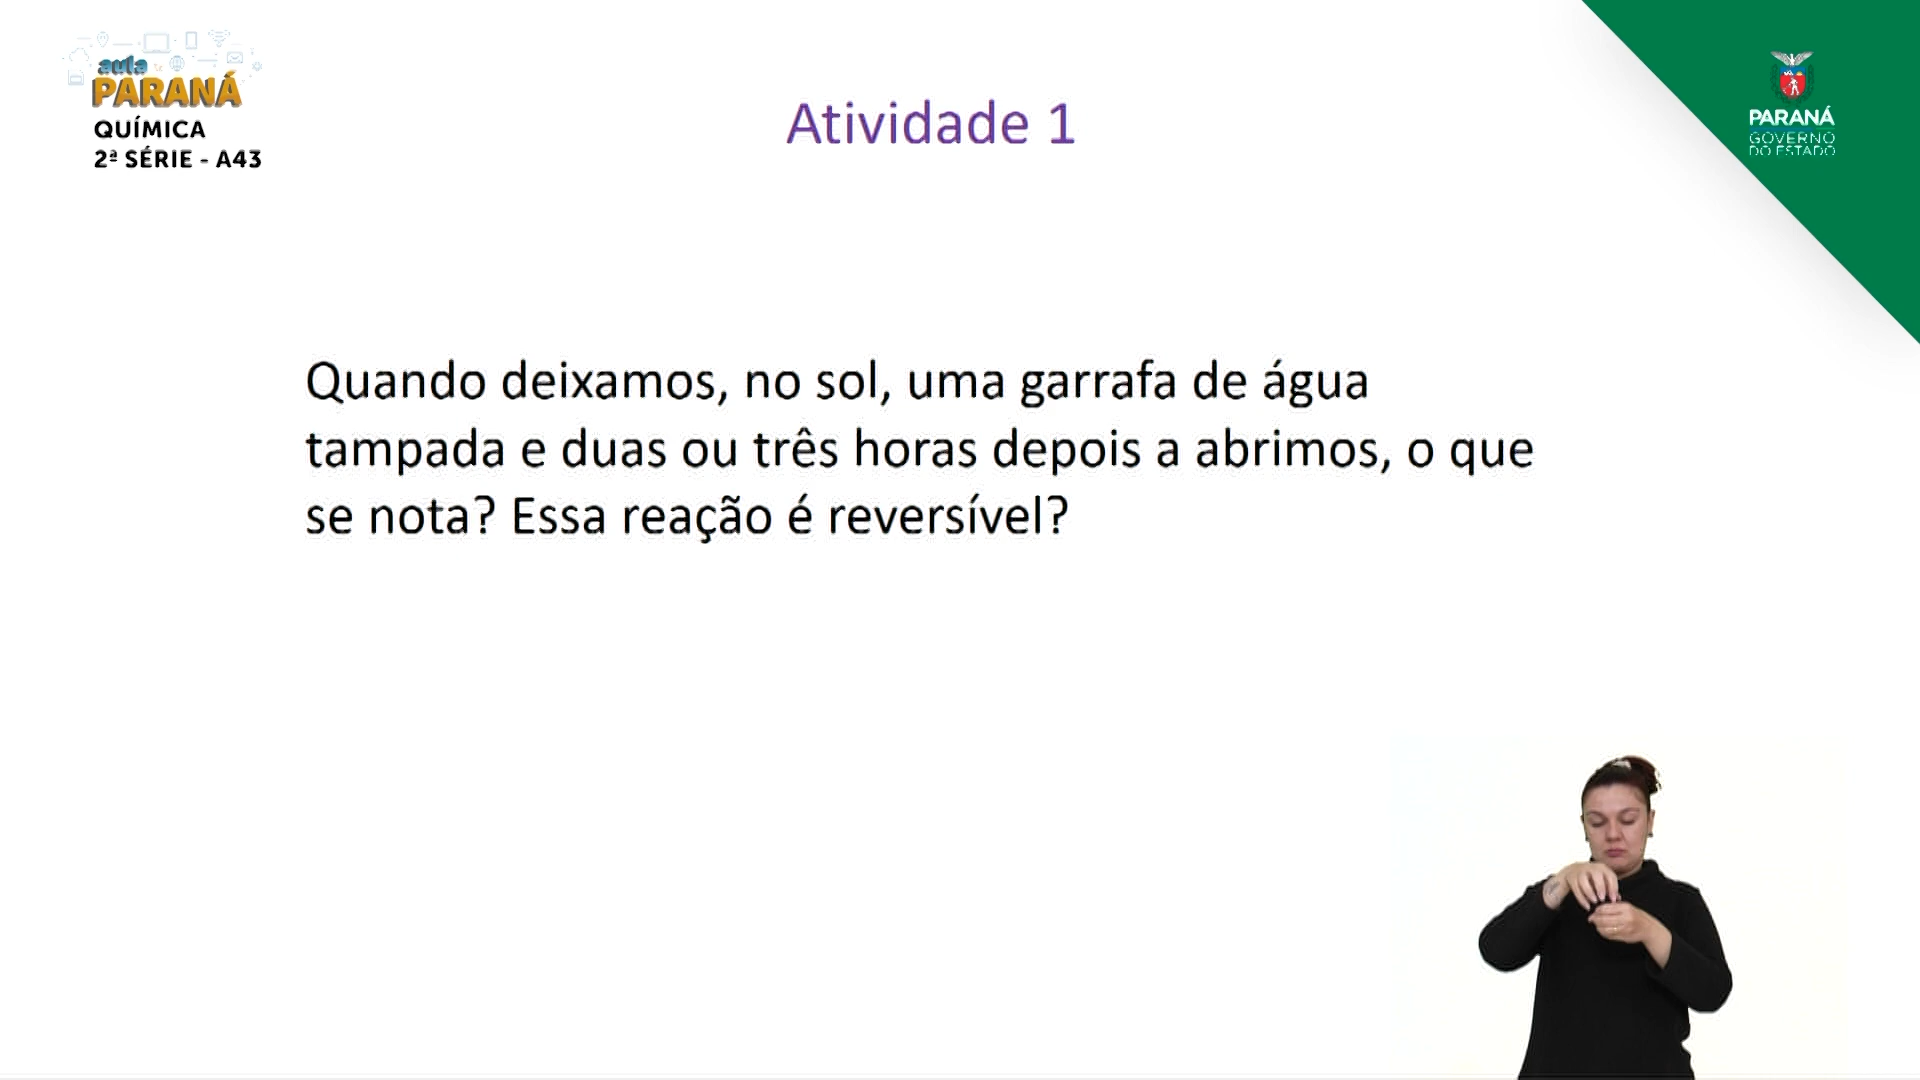 aula
PARANÁ
QUÍMICA
2ª SÉRIE - A43
Atividade 1
PARANÁ
GOVERNO
DO ESTADO
Quando deixamos, no sol, uma garrafa de água
tampada e duas ou três horas depois a abrimos, o que
se nota? Essa reação é reversível?